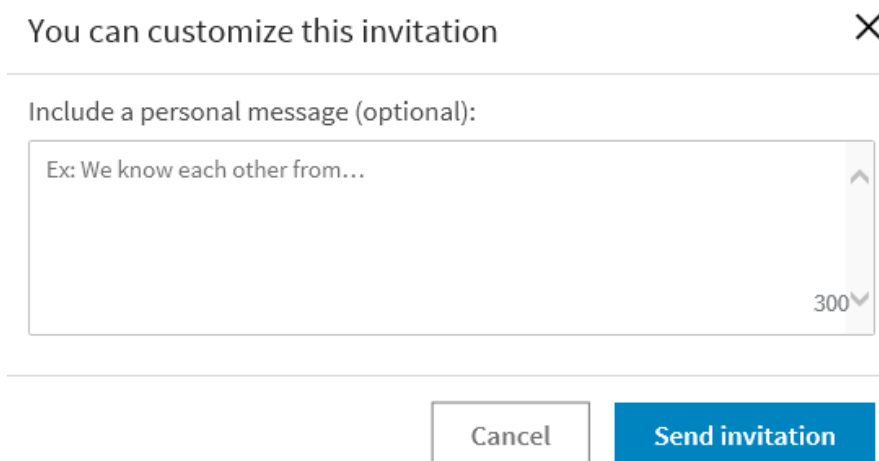 You can customize this invitation
Include a personal message (optional):
Ex: We know each other from…
300
Cancel
Send invitation